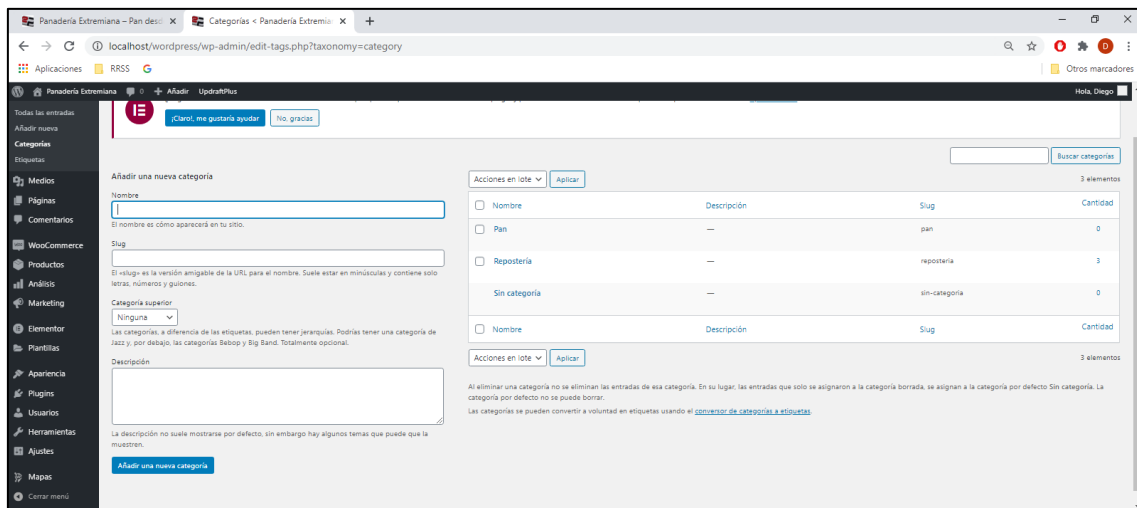 Panadería Extremiana – Pan desd
Categorías < Panadería Extremia
localhost/wordpress/wp-admin/edit-tags.php?taxonomy=category
D
Aplicaciones
RRSS
G
Otros marcadores
Panadería Extremiana
0
Añadir
UpdraftPlus
Hola, Diego
Todas las entradas
Añadir nueva
Categorías
Etiquetas
Medios
Páginas
Comentarios
WooCommerce
Productos
Análisis
Marketing
Elementor
Plantillas
Apariencia
Plugins
Usuarios
Herramientas
Ajustes
Mapas
Cerrar menú
¡Claro!, me gustaría ayudar
No, gracias
Buscar categorías
Añadir una nueva categoría
Nombre
El nombre es cómo aparecerá en tu sitio.
Slug
El «slug» es la versión amigable de la URL para el nombre. Suele estar en minúsculas y contiene solo
letras, números y guiones.
Categoría superior
Ninguna
Las categorías, a diferencia de las etiquetas, pueden tener jerarquías. Podrías tener una categoría de
Jazz y, por debajo, las categorías Bebop y Big Band. Totalmente opcional.
Descripción
La descripción no suele mostrarse por defecto, sin embargo hay algunos temas que puede que la
muestren.
Añadir una nueva categoría
Acciones en lote
Aplicar
3 elementos
Nombre Descripción Slug Cantidad
Pan — pan 0
Repostería — reposteria 3
Sin categoría — sin-categoria 0
Nombre Descripción Slug Cantidad
Acciones en lote
Aplicar
3 elementos
Al eliminar una categoría no se eliminan las entradas de esa categoría. En su lugar, las entradas que solo se asignaron a la categoría borrada, se asignan a la categoría por defecto Sin categoría. La
categoría por defecto no se puede borrar.
Las categorías se pueden convertir a voluntad en etiquetas usando el conversor de categorías a etiquetas.